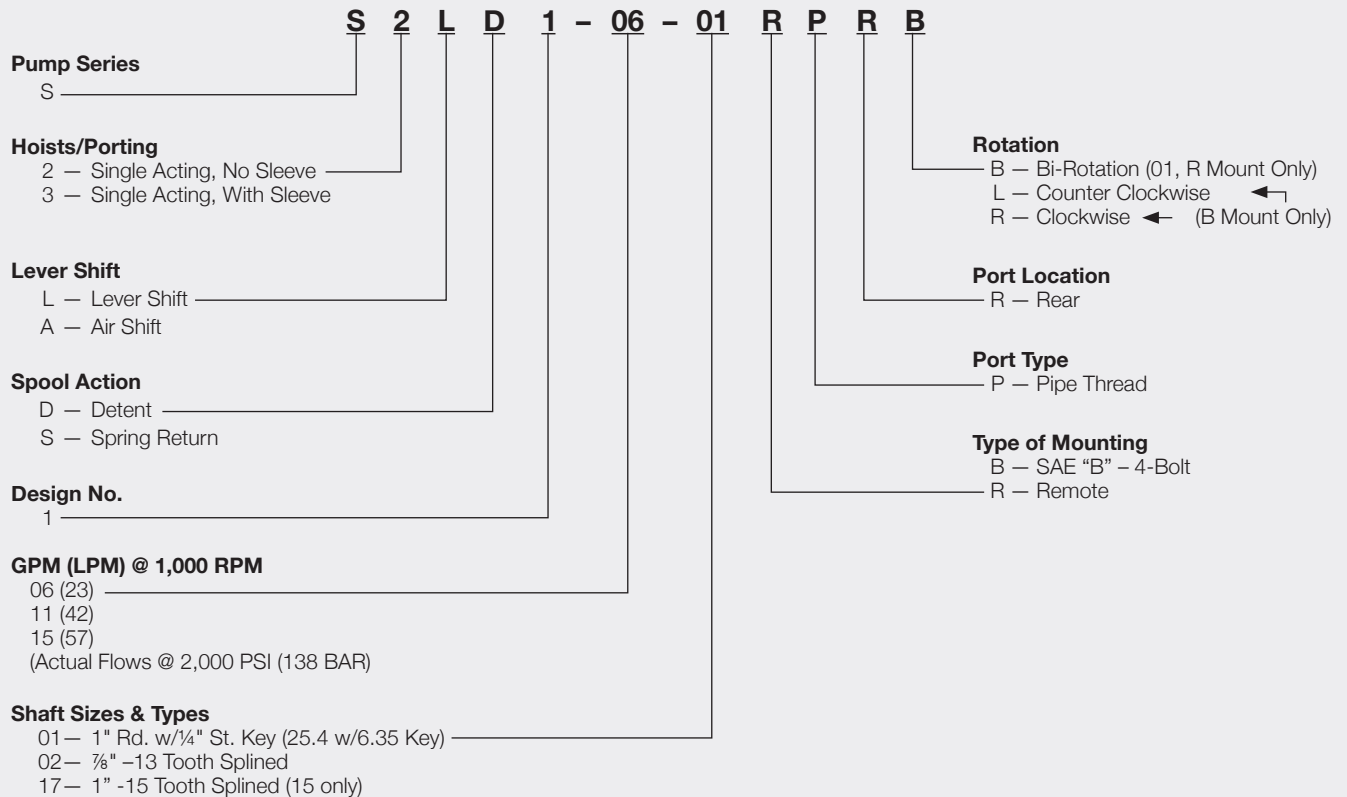 S 2 L D 1 – 06 - 01 R P R B
Pump Series
S
Hoists/Porting
2 — Single Acting, No Sleeve
3 — Single Acting, With Sleeve
Lever Shift
L — Lever Shift
A — Air Shift
Spool Action
D — Detent
S — Spring Return
Design No.
1
GPM (LPM) @ 1,000 RPM
06 (23)
11 (42)
15 (57)
(Actual Flows @ 2,000 PSI (138 BAR)
Shaft Sizes & Types
01— 1" Rd. w/¼" St. Key (25.4 w/6.35 Key)
02— ⅞" –13 Tooth Splined
17— 1” -15 Tooth Splined (15 only)
Rotation
B — Bi-Rotation (01, R Mount Only)
L — Counter Clockwise
R — Clockwise (B Mount Only)
Port Location
R — Rear
Port Type
P — Pipe Thread
Type of Mounting
B — SAE “B” – 4-Bolt
R — Remote